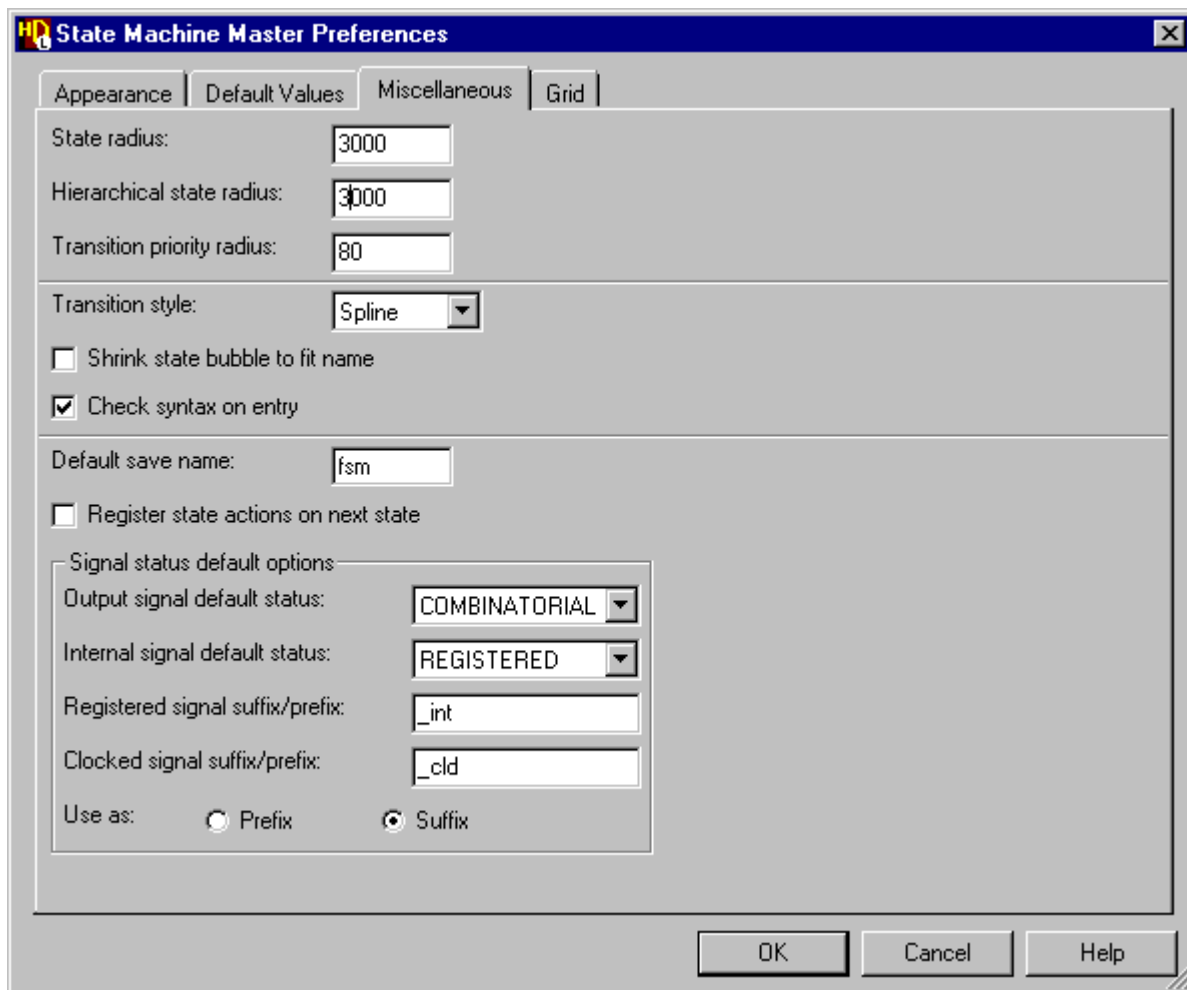 HDL State Machine Master Preferences
Appearance Default Values Miscellaneous Grid
State radius: 3000
Hierarchical state radius: 3000
Transition priority radius: 80
Transition style: Spline
Shrink state bubble to fit name
Check syntax on entry
Default save name: fsm
Register state actions on next state
Signal status default options
Output signal default status: COMBINATORIAL
Internal signal default status: REGISTERED
Registered signal suffix/prefix: _int
Clocked signal suffix/prefix: _cld
Use as: Prefix Suffix
OK Cancel Help